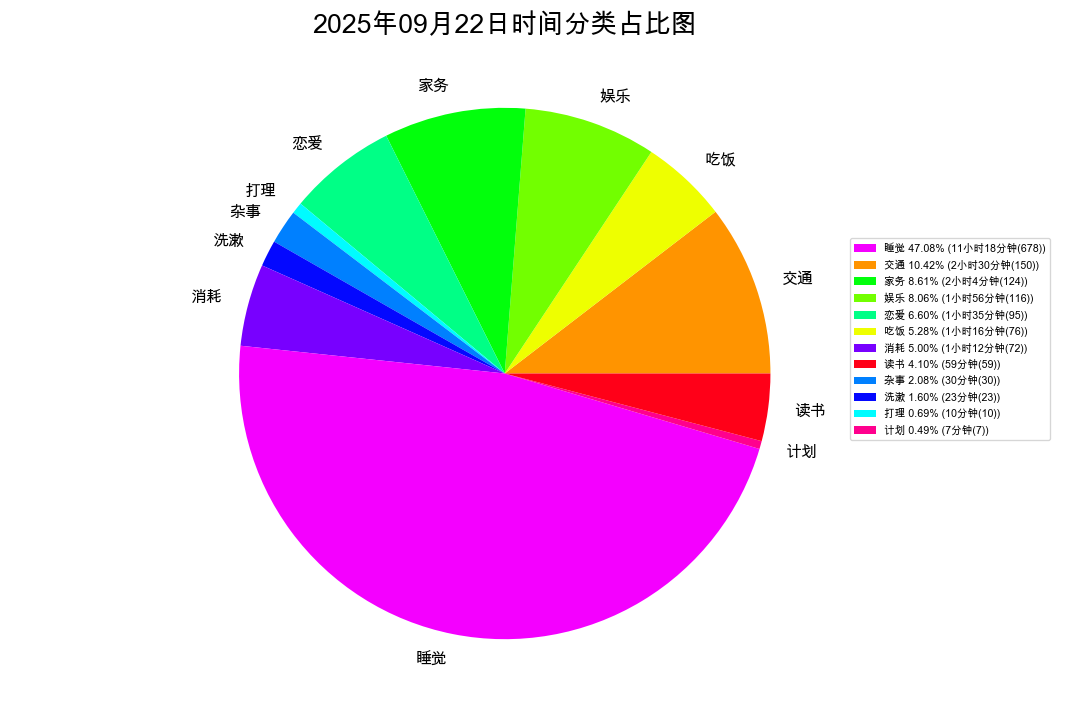 2025年09月22日时间分类占比图
家务
娱乐
恋爱
吃饭
打理
杂事
洗漱
交通
消耗
读书
计划
睡觉
睡觉 47.08% (11小时18分钟(678))
交通 10.42% (2小时30分钟(150))
家务 8.61% (2小时4分钟(124))
娱乐 8.06% (1小时56分钟(116))
恋爱 6.60% (1小时35分钟(95))
吃饭 5.28% (1小时16分钟(76))
消耗 5.00% (1小时12分钟(72))
读书 4.10% (59分钟(59))
杂事 2.08% (30分钟(30))
洗漱 1.60% (23分钟(23))
打理 0.69% (10分钟(10))
计划 0.49% (7分钟(7))